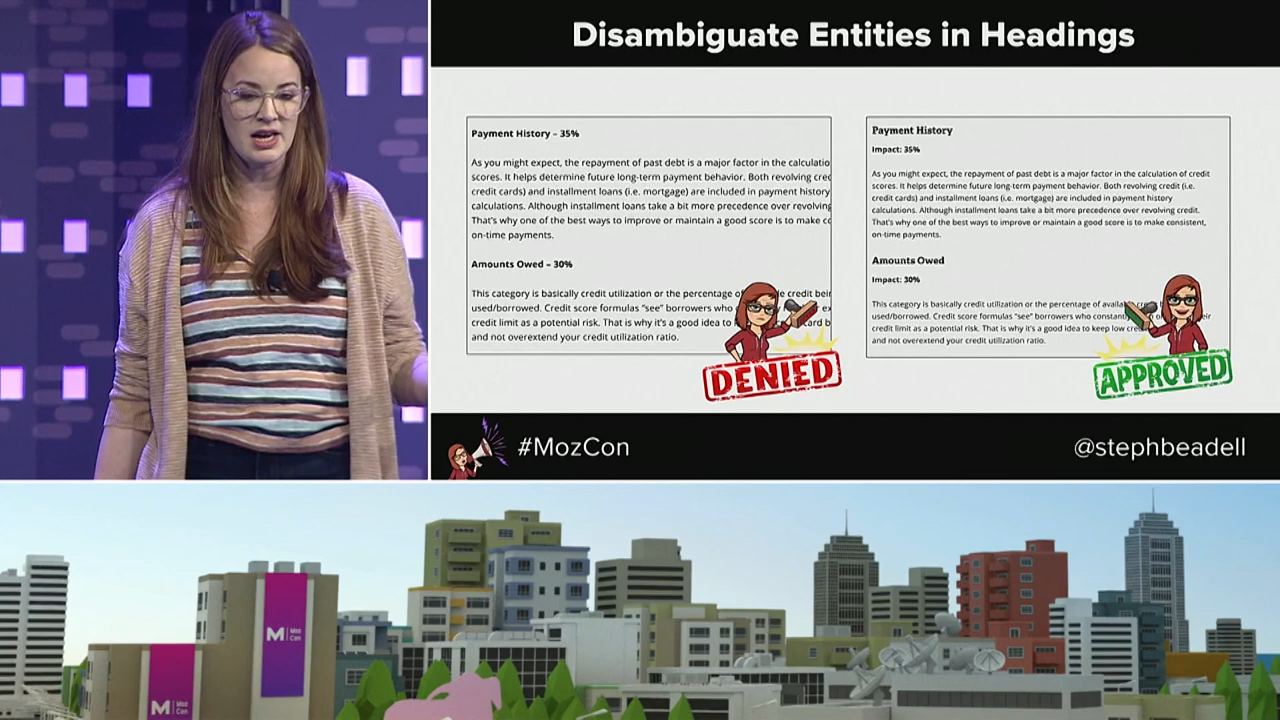 Disambiguate Entities in Headings
Payment History – 35%
As you might expect, the repayment of past debt is a major factor in the calculatio
scores. It helps determine future long-term payment behavior. Both revolving cred
credit cards) and installment loans (i.e. mortgage) are included in payment history
calculations. Although installment loans take a bit more precedence over revolving
That's why one of the best ways to improve or maintain a good score is to make co
on-time payments.
Amounts Owed – 30%
This category is basically credit utilization or the percentage of credit bein
used/borrowed. Credit score formulas "see" borrowers who
credit limit as a potential risk. That is why it's a good idea to
and not overextend your credit utilization ratio.
DENIED
Payment History
Impact: 35%
As you might expect, the repayment of past debt is a major factor in the calculation of credit
scores. It helps determine future long-term payment behavior. Both revolving credit (i.e.
credit cards) and installment loans (i.e. mortgage) are included in payment history
calculations. Although installment loans take a bit more precedence over revolving credit.
That's why one of the best ways to improve or maintain a good score is to make consistent,
on-time payments.
Amounts Owed
Impact: 30%
This category is basically credit utilization or the percentage of
used/borrowed. Credit score formulas "see" borrowers who
credit limit as a potential risk. That is why it's a good idea to keep low
and not overextend your credit utilization ratio.
APPROVED
#MozCon
@stephbeadell
M Moz Con
M Moz Con